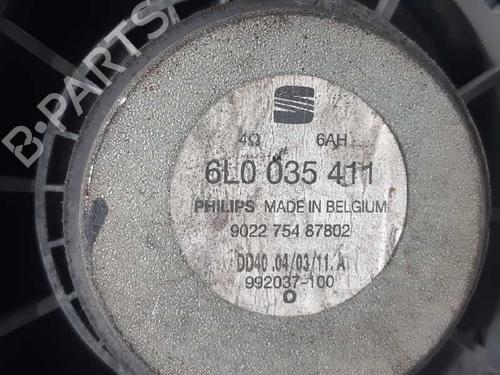 B-PARTS
4Ω 6AH
6L0 035 411
PHILIPS MADE IN BELGIUM
9022 754 87802
DD40 .04/03/11. A
992037-100
O